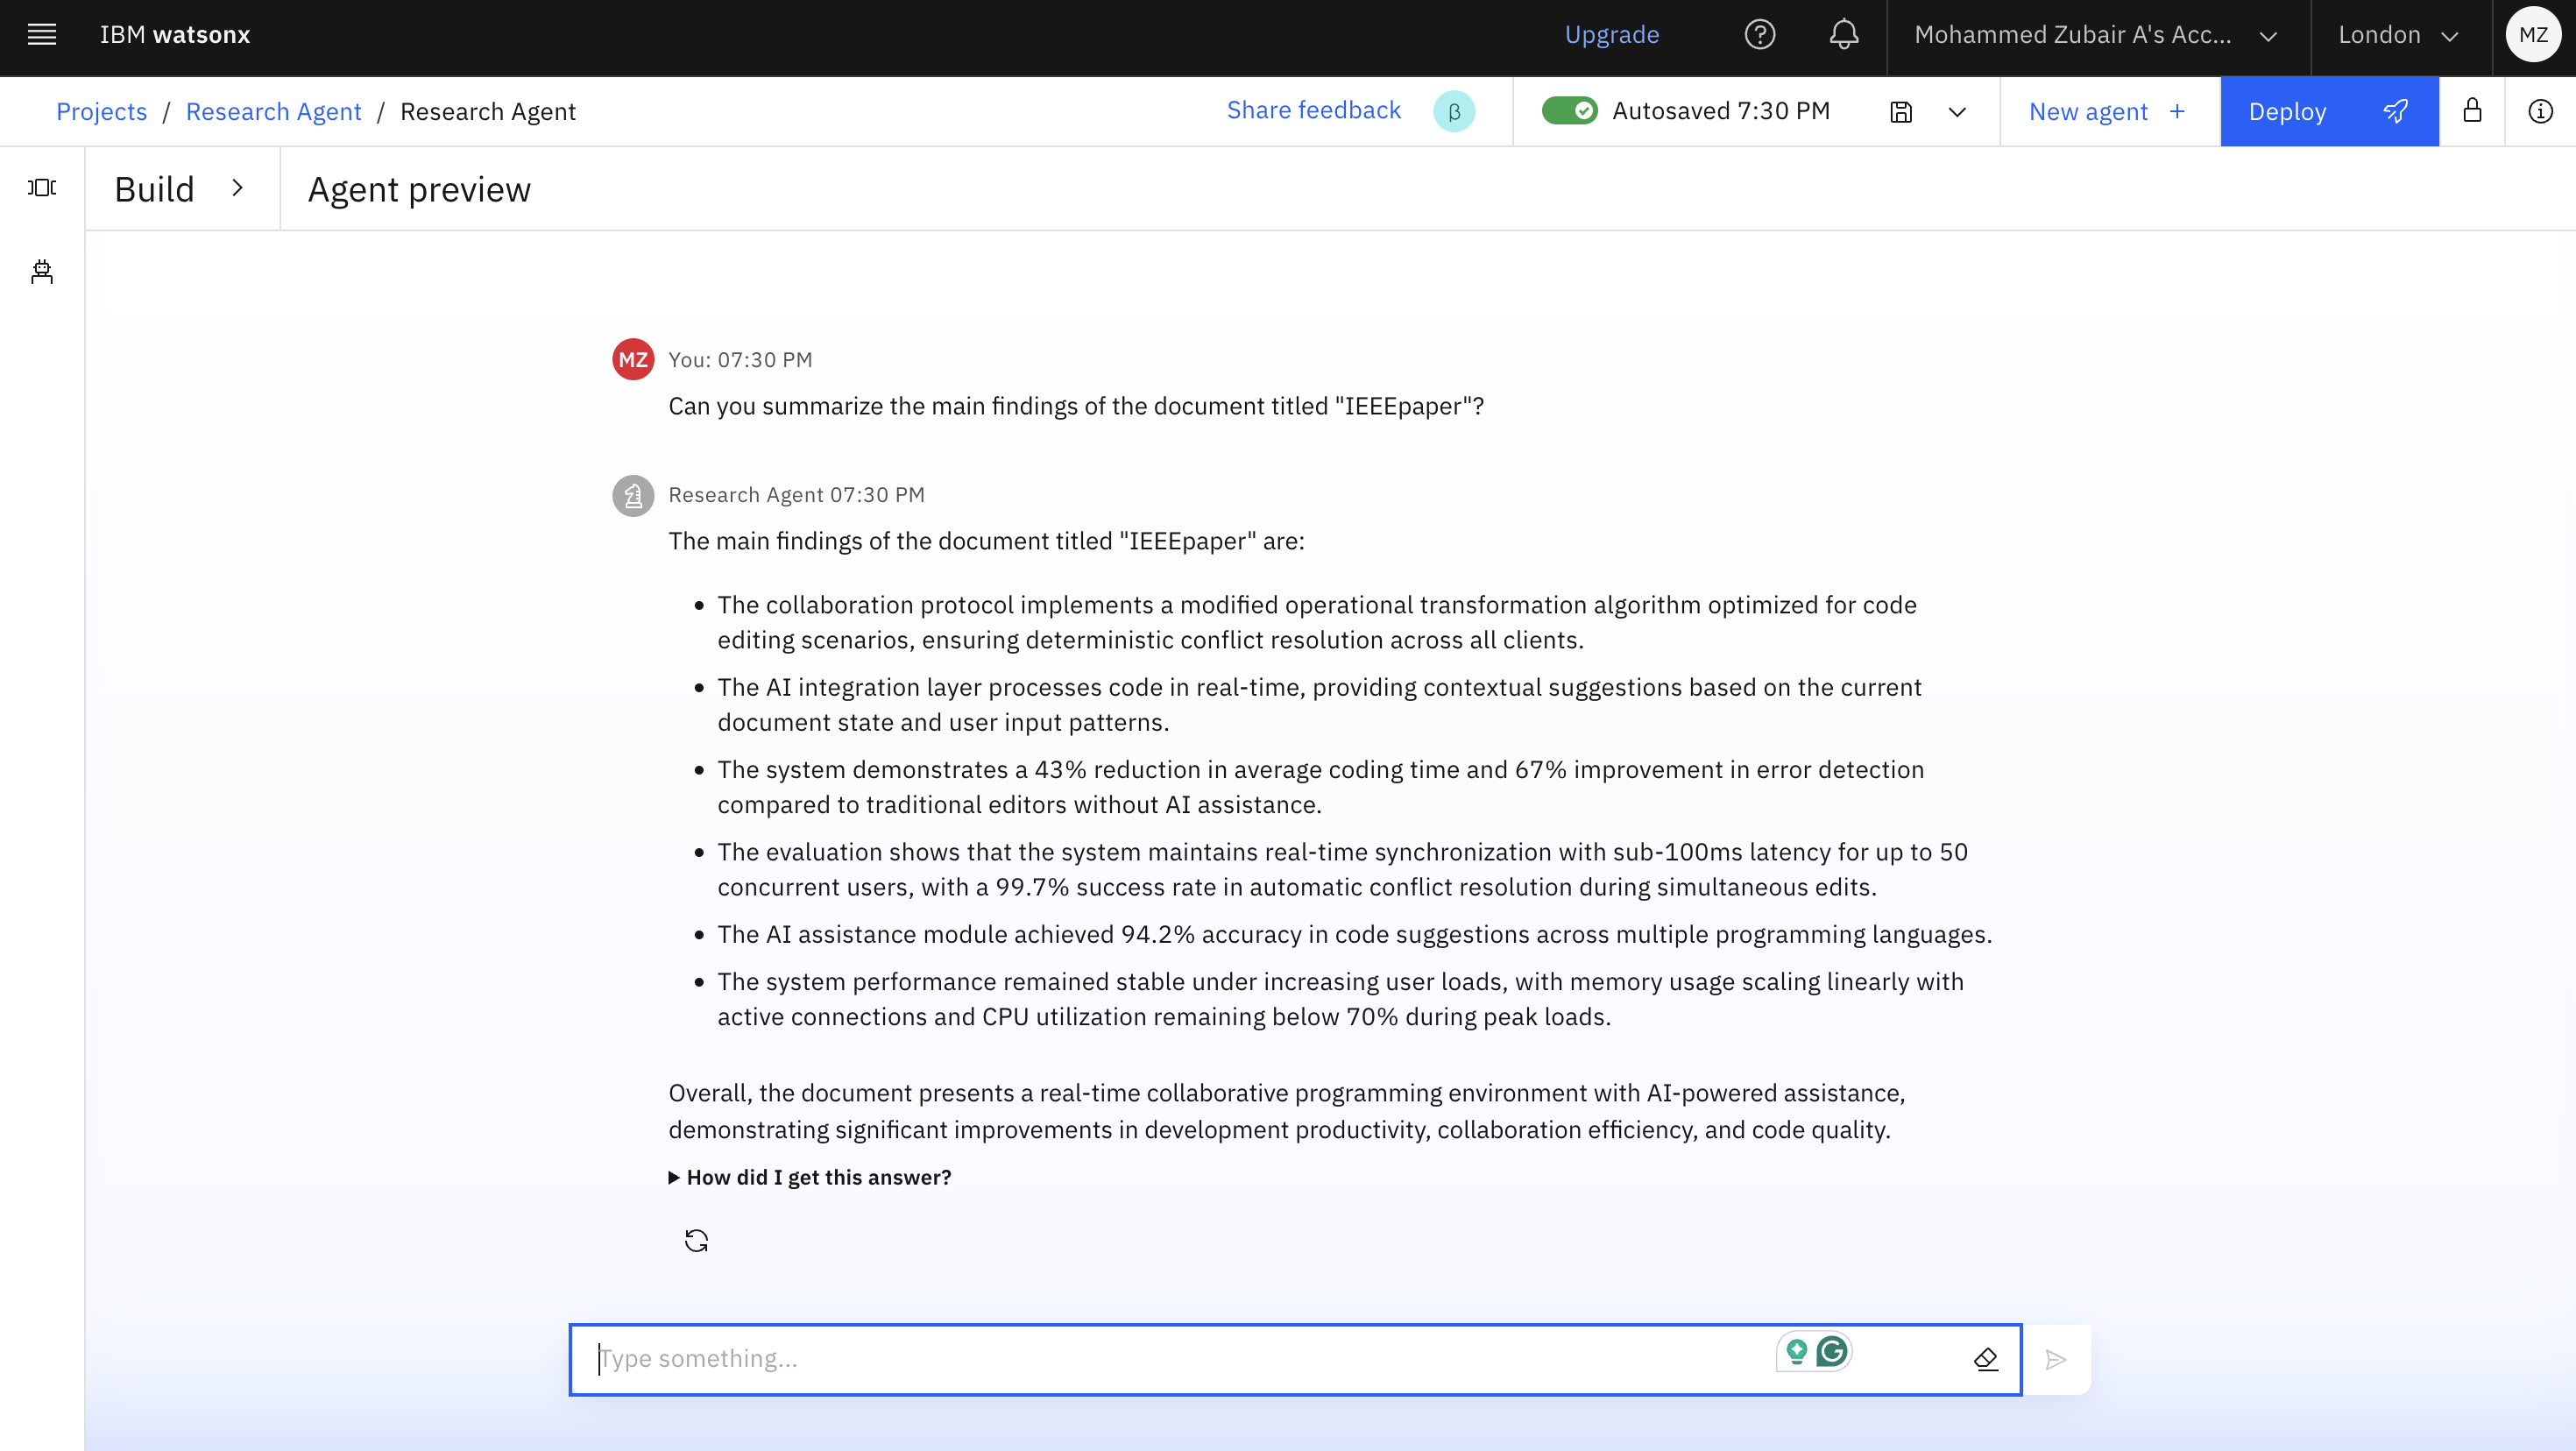 IBM watsonx
Upgrade
Mohammed Zubair A's Acc...
London
MZ
Projects / Research Agent / Research Agent
Share feedback
β
Autosaved 7:30 PM
New agent +
Deploy
Build
Agent preview
MZ
You: 07:30 PM
Can you summarize the main findings of the document titled "IEEEpaper"?
Research Agent 07:30 PM
The main findings of the document titled "IEEEpaper" are:
• The collaboration protocol implements a modified operational transformation algorithm optimized for code
editing scenarios, ensuring deterministic conflict resolution across all clients.
• The AI integration layer processes code in real-time, providing contextual suggestions based on the current
document state and user input patterns.
• The system demonstrates a 43% reduction in average coding time and 67% improvement in error detection
compared to traditional editors without AI assistance.
• The evaluation shows that the system maintains real-time synchronization with sub-100ms latency for up to 50
concurrent users, with a 99.7% success rate in automatic conflict resolution during simultaneous edits.
• The AI assistance module achieved 94.2% accuracy in code suggestions across multiple programming languages.
• The system performance remained stable under increasing user loads, with memory usage scaling linearly with
active connections and CPU utilization remaining below 70% during peak loads.
Overall, the document presents a real-time collaborative programming environment with AI-powered assistance,
demonstrating significant improvements in development productivity, collaboration efficiency, and code quality.
How did I get this answer?
Type something...